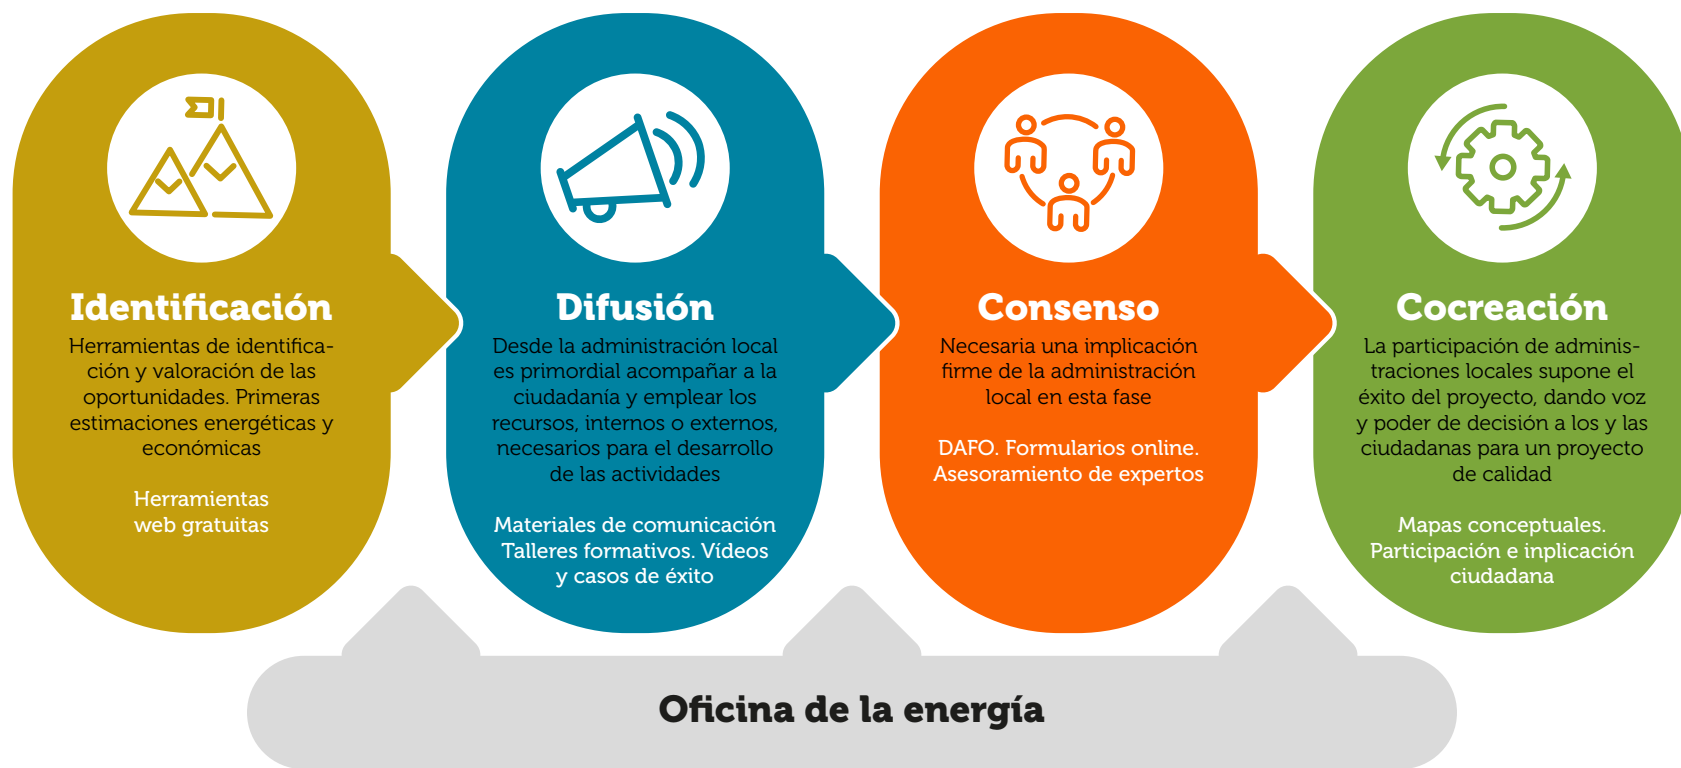 Identificación
Herramientas de identifica-
ción y valoración de las
oportunidades. Primeras
estimaciones energéticas y
económicas
Herramientas
web gratuitas
Difusión
Desde la administración local
es primordial acompañar a la
ciudadanía y emplear los
recursos, internos o externos,
necesarios para el desarrollo
de las actividades
Materiales de comunicación
Talleres formativos. Vídeos
y casos de éxito
Consenso
Necesaria una implicación
firme de la administración
local en esta fase
DAFO. Formularios online.
Asesoramiento de expertos
Cocreación
La participación de adminis-
traciones locales supone el
éxito del proyecto, dando voz
y poder de decisión a los y las
ciudadanas para un proyecto
de calidad
Mapas conceptuales.
Participación e inplicación
ciudadana
Oficina de la energía